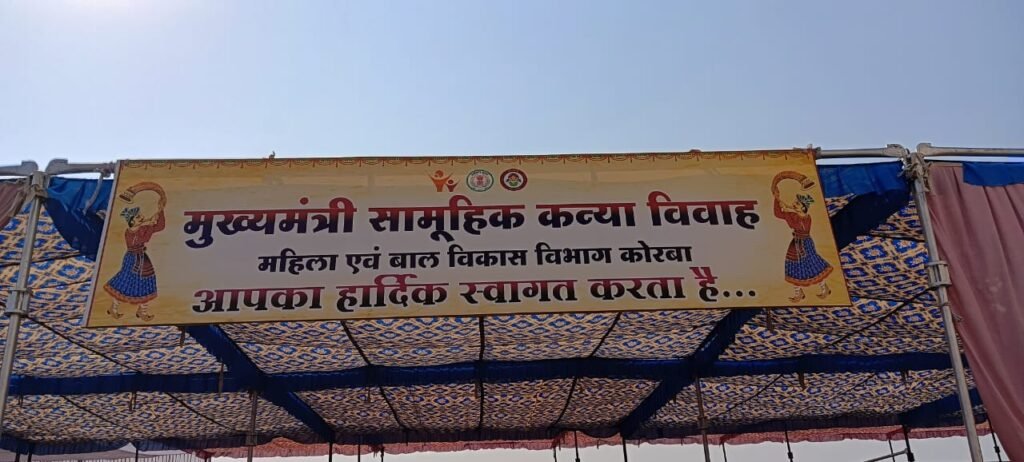 मुख्यमंत्री सामूहिक कन्या विवाह
महिला एवं बाल विकास विभाग कोरबा
आपका हार्दिक स्वागत करता है...